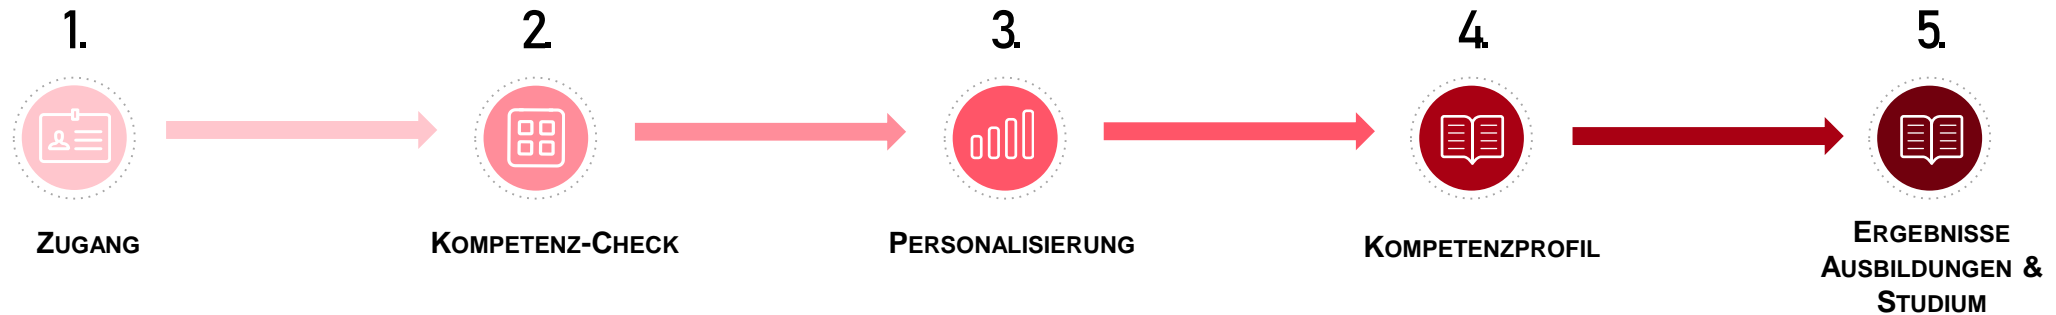 1.
2.
3.
4.
5.
ZUGANG
KOMPETENZ-CHECK
PERSONALISIERUNG
KOMPETENZPROFIL
ERGEBNISSE
AUSBILDUNGEN &
STUDIUM